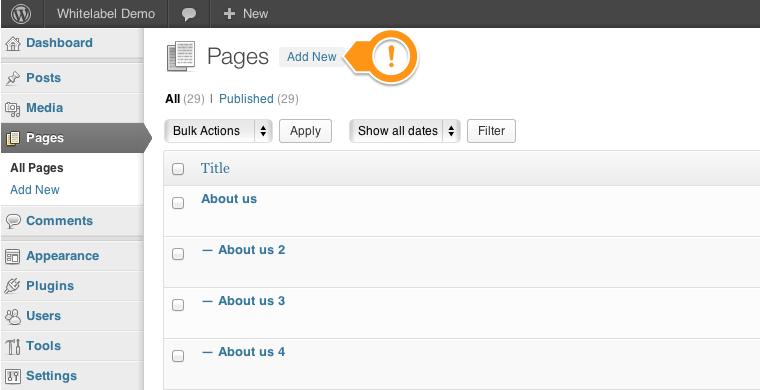 Whitelabel Demo + New
Dashboard
Posts
Media
Pages
All Pages
Add New
Comments
Appearance
Plugins
Users
Tools
Settings
Pages Add New !
All (29) | Published (29)
Bulk Actions Apply Show all dates Filter
Title
About us
— About us 2
— About us 3
— About us 4